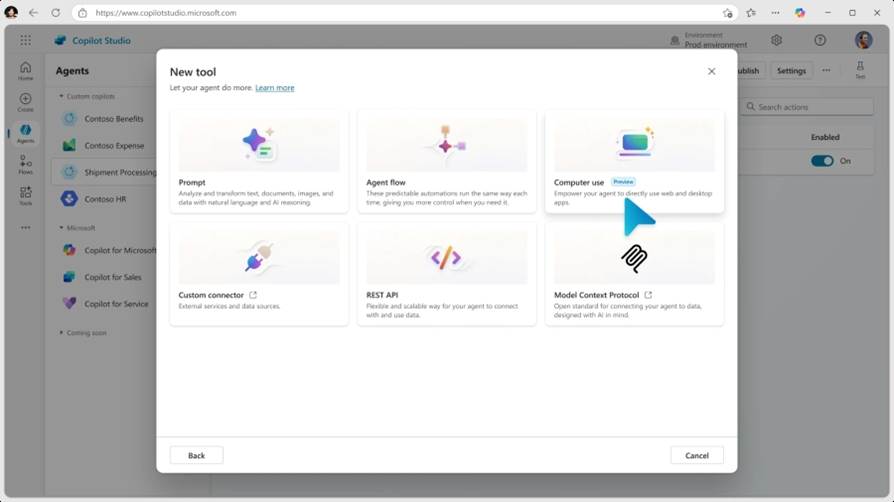 https://www.copilotstudio.microsoft.com
Copilot Studio
Environment
Prod environment
Home
Create
Agents
Flows
Tools
Agents
Custom copilots
Contoso Benefits
Contoso Expense
Shipment Processing
Contoso HR
Microsoft
Copilot for Microsoft
Copilot for Sales
Copilot for Service
Coming soon
New tool
Let your agent do more. Learn more
Prompt
Analyze and transform text, documents, images, and
data with natural language and AI reasoning.
Agent flow
These predictable automations run the same way each
time, giving you more control when you need it.
Computer use Preview
Empower your agent to directly use web and desktop
apps.
Custom connector
External services and data sources.
REST API
Flexible and scalable way for your agent to connect
with and use data.
Model Context Protocol
Open standard for connecting your agent to data,
designed with AI in mind.
Back
Cancel
ublish
Settings
Test
Search actions
Enabled
On